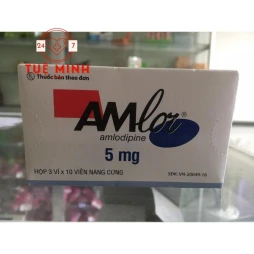 24 7
TUỆ MINH
Thuốc bán theo đơn
AMlor®
amlodipine
5 mg
HỘP 3 VỈ x 10 VIÊN NANG CỨNG